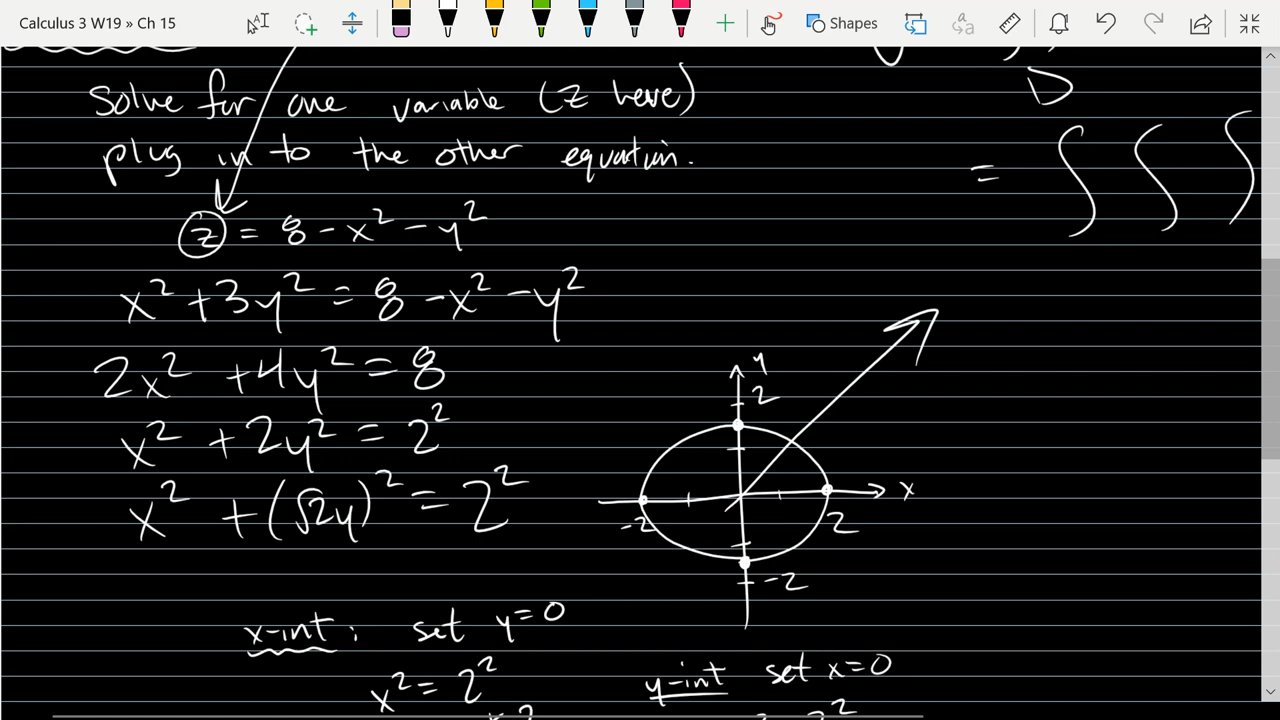 Calculus 3 W19 » Ch 15
Shapes
Solve for one variable (z here)
plug in to the other equation.
z = 8 - x² - y²
x² + 3y² = 8 - x² - y²
2x² + 4y² = 8
x² + 2y² = 2²
x² + (√2y)² = 2²
D
= ∫ ∫ ∫
y
2
x
-2
2
-2
x-int: set y=0
x² = 2²
y-int set x=0